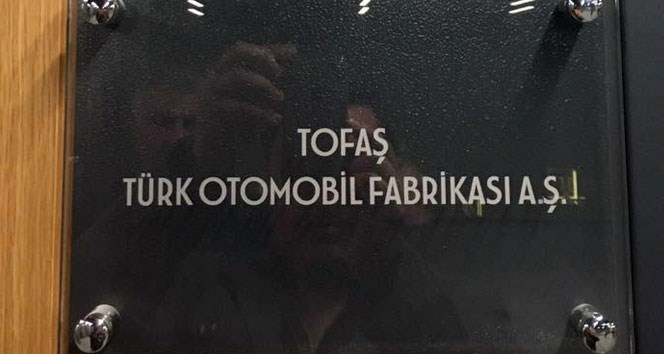 TOFAŞ
TÜRK OTOMOBİL FABRİKASI A.Ş.